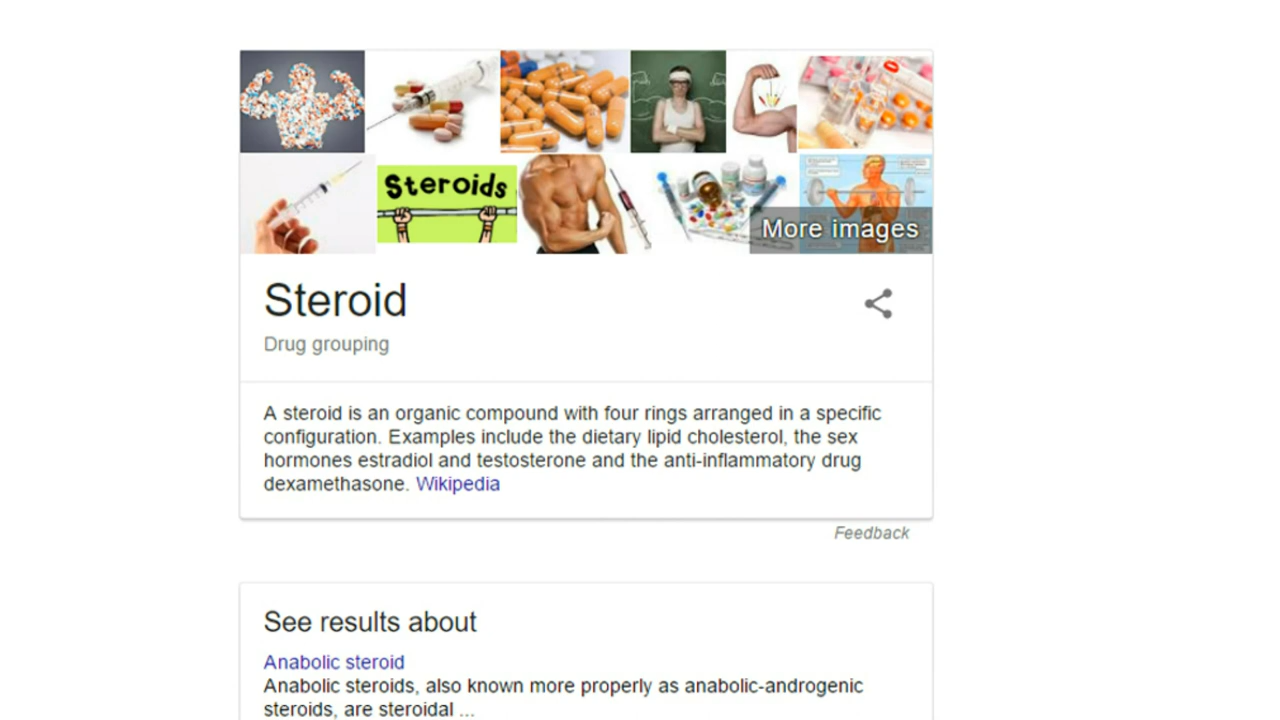 Steroids
More images
Steroid
Drug grouping
A steroid is an organic compound with four rings arranged in a specific
configuration. Examples include the dietary lipid cholesterol, the sex
hormones estradiol and testosterone and the anti-inflammatory drug
dexamethasone. Wikipedia
Feedback
See results about
Anabolic steroid
Anabolic steroids, also known more properly as anabolic-androgenic
steroids, are steroidal ...